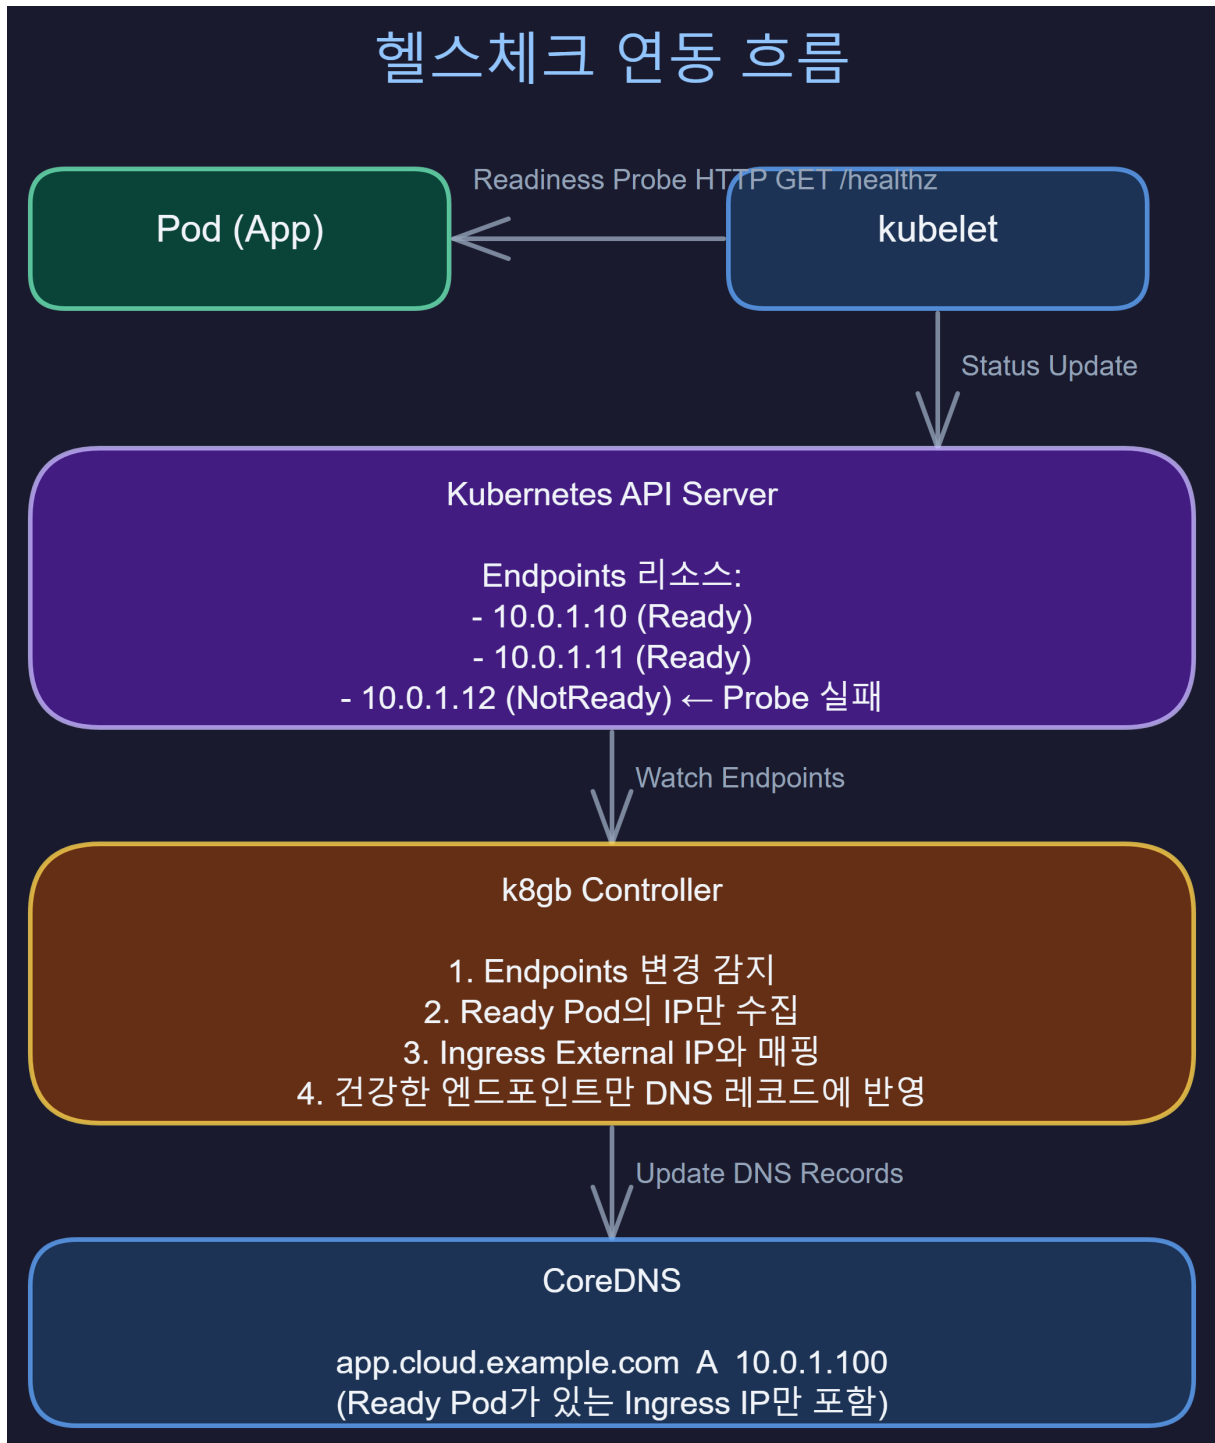 헬스체크 연동 흐름
Readiness Probe HTTP GET /healthz
Pod (App)
kubelet
Status Update
Kubernetes API Server
Endpoints 리소스:
- 10.0.1.10 (Ready)
- 10.0.1.11 (Ready)
- 10.0.1.12 (NotReady) ← Probe 실패
Watch Endpoints
k8gb Controller
1. Endpoints 변경 감지
2. Ready Pod의 IP만 수집
3. Ingress External IP와 매핑
4. 건강한 엔드포인트만 DNS 레코드에 반영
Update DNS Records
CoreDNS
app.cloud.example.com  A  10.0.1.100
(Ready Pod가 있는 Ingress IP만 포함)